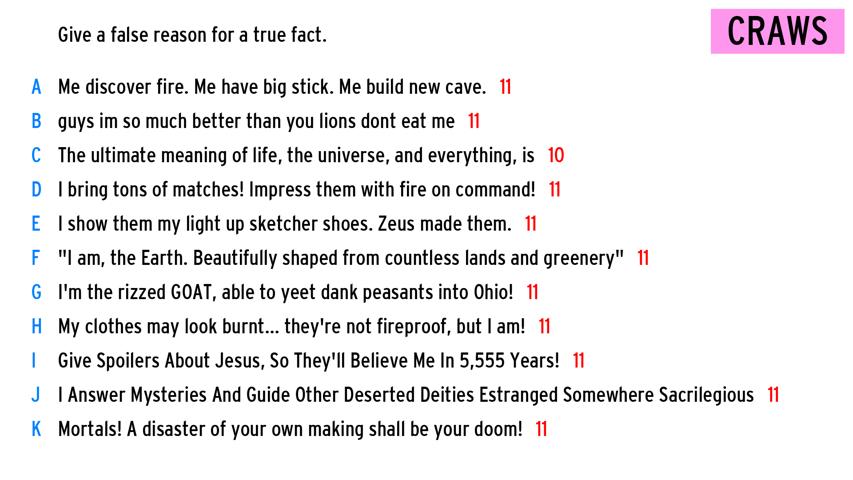 Give a false reason for a true fact.
CRAWS
A Me discover fire. Me have big stick. Me build new cave. 11
B guys im so much better than you lions dont eat me 11
C The ultimate meaning of life, the universe, and everything, is 10
D I bring tons of matches! Impress them with fire on command! 11
E I show them my light up sketcher shoes. Zeus made them. 11
F "I am, the Earth. Beautifully shaped from countless lands and greenery" 11
G I'm the rizzed GOAT, able to yeet dank peasants into Ohio! 11
H My clothes may look burnt... they're not fireproof, but I am! 11
I Give Spoilers About Jesus, So They'll Believe Me In 5,555 Years! 11
J I Answer Mysteries And Guide Other Deserted Deities Estranged Somewhere Sacrilegious 11
K Mortals! A disaster of your own making shall be your doom! 11